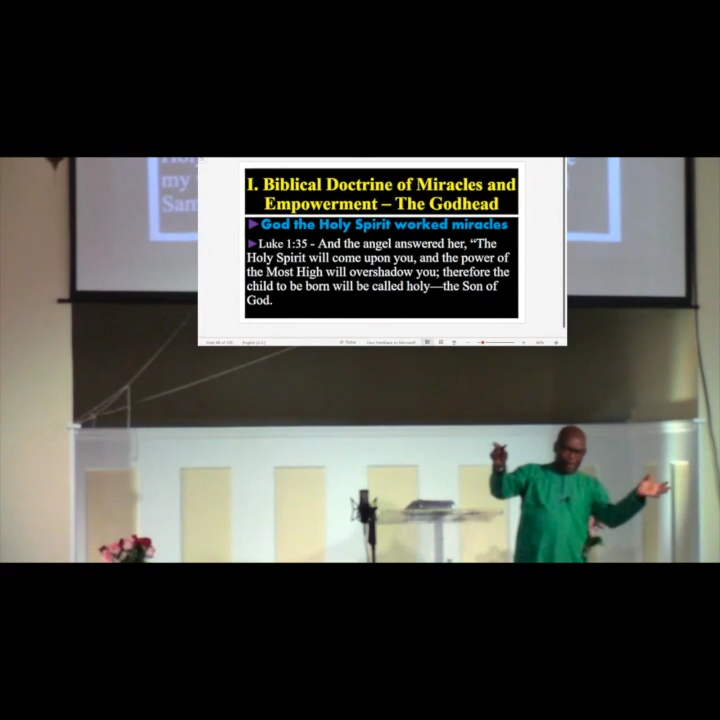 my
Sam
I. Biblical Doctrine of Miracles and
Empowerment – The Godhead
God the Holy Spirit worked miracles
Luke 1:35 - And the angel answered her, “The
Holy Spirit will come upon you, and the power of
the Most High will overshadow you; therefore the
child to be born will be called holy—the Son of
God.